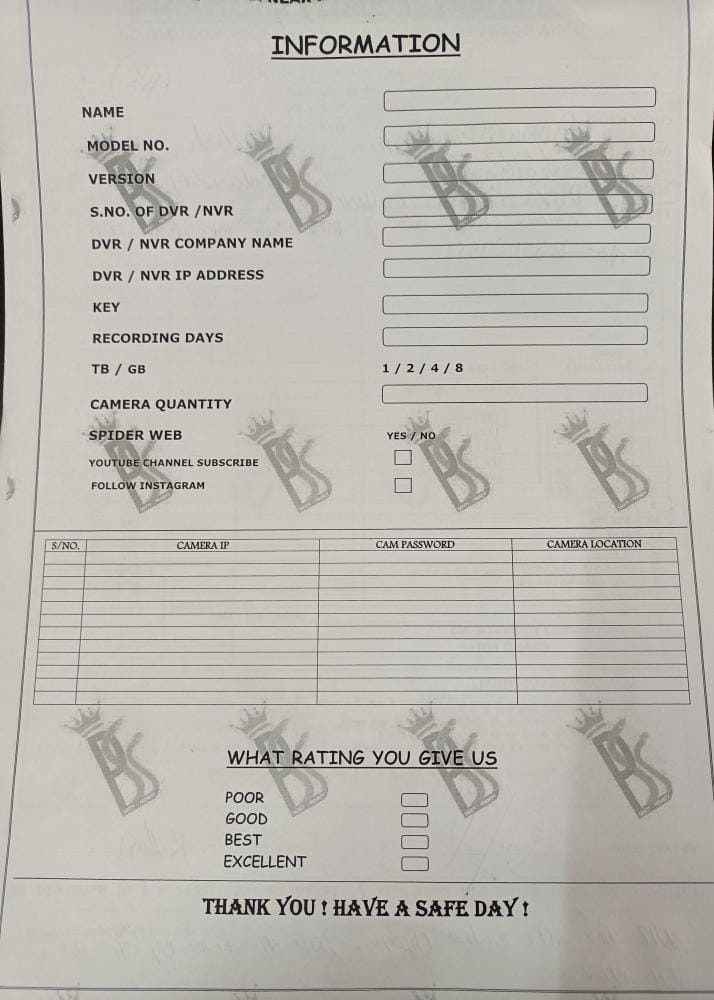 INFORMATION
NAME
MODEL NO.
VERSION
S.NO. OF DVR /NVR
DVR / NVR COMPANY NAME
DVR / NVR IP ADDRESS
KEY
RECORDING DAYS
TB / GB 1 / 2 / 4 / 8
CAMERA QUANTITY
SPIDER WEB YES / NO
YOUTUBE CHANNEL SUBSCRIBE
FOLLOW INSTAGRAM
S/NO. CAMERA IP CAM PASSWORD CAMERA LOCATION
WHAT RATING YOU GIVE US
POOR
GOOD
BEST
EXCELLENT
THANK YOU ! HAVE A SAFE DAY !